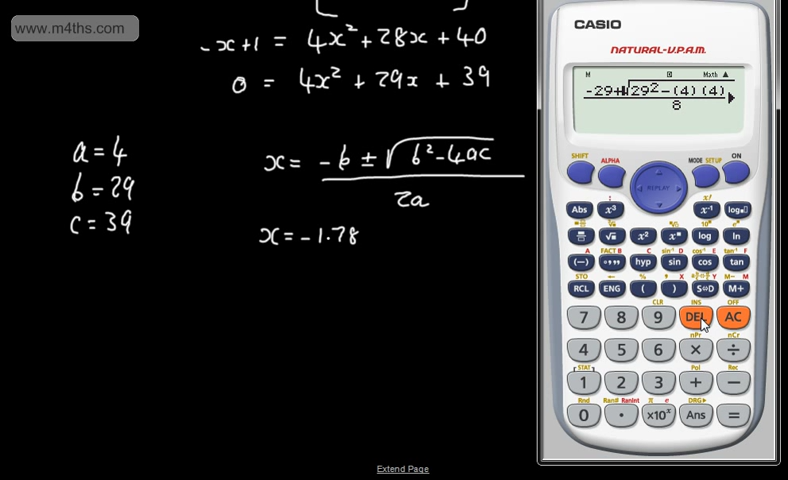 www.m4ths.com
-x+1 = 4x²+28x+40
0 = 4x²+29x+39
a=4
b=29
c=39
x= -b±√b²-4ac
2a
x=-1.78
Extend Page
CASIO
NATURAL-V.P.A.M.
M Math ▲
-29+√29²-(4)(4)
8
SHIFT ALPHA MODE SETUP ON
REPLAY
Abs x³ x⁻¹ log
x² log ln
(−) °''' hyp sin cos tan
RCL ENG ( ) S⇔D M+
7 8 9 DEL AC
4 5 6 × ÷
1 2 3 + −
0 . ×10ˣ Ans =